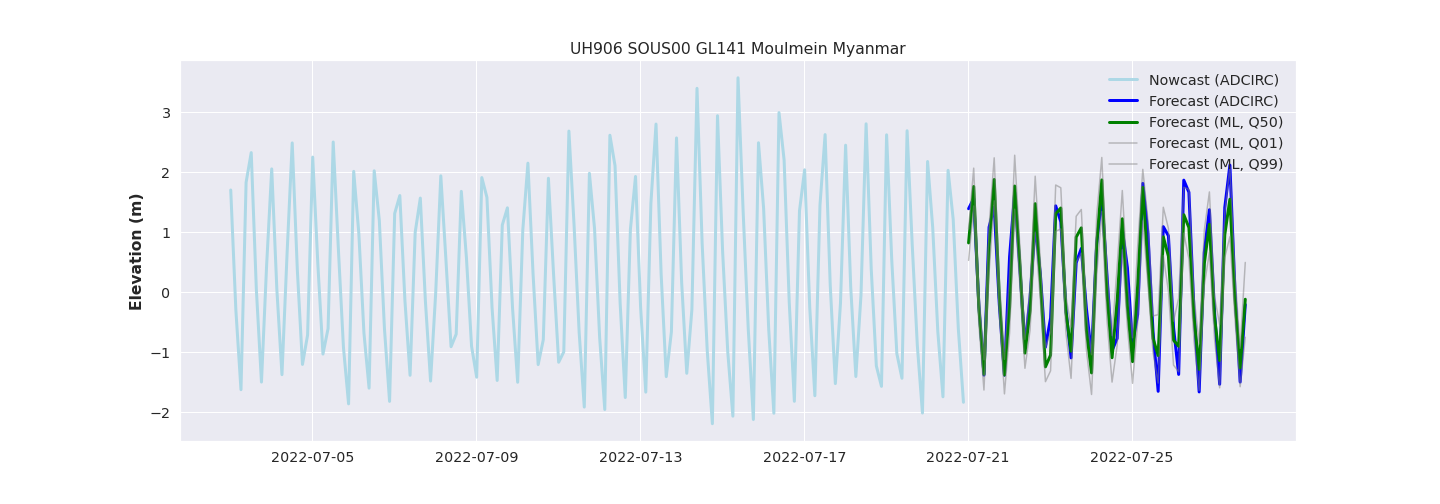 UH906 SOUS00 GL141 Moulmein Myanmar
Elevation (m)
3
2
1
0
−1
−2
Nowcast (ADCIRC)
Forecast (ADCIRC)
Forecast (ML, Q50)
Forecast (ML, Q01)
Forecast (ML, Q99)
2022-07-05 2022-07-09 2022-07-13 2022-07-17 2022-07-21 2022-07-25